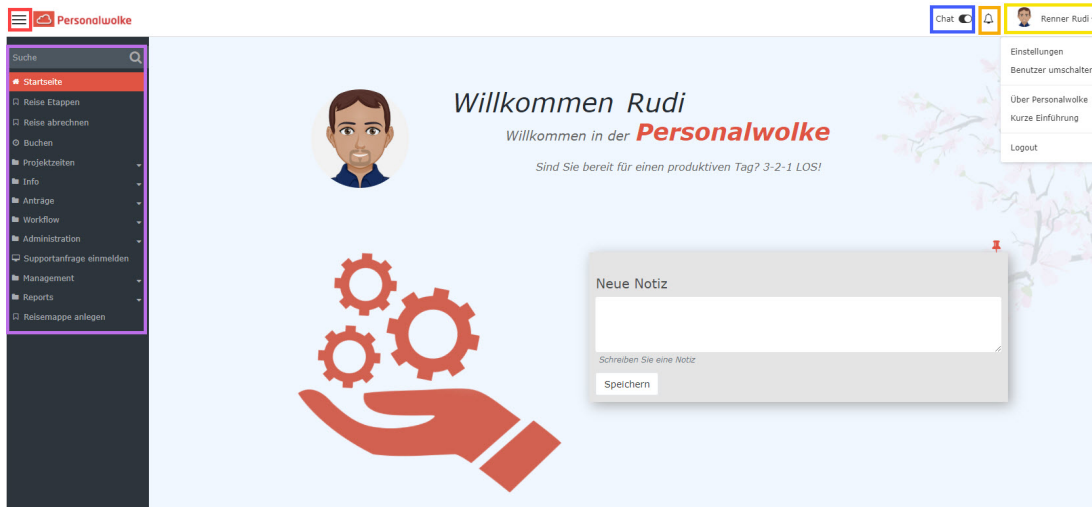 Personalwolke
Chat
Renner Rudi
Suche
Startseite
Reise Etappen
Reise abrechnen
Buchen
Projektzeiten
Info
Anträge
Workflow
Administration
Supportanfrage einmelden
Management
Reports
Reisemappe anlegen
Einstellungen
Benutzer umschalten
Über Personalwolke
Kurze Einführung
Logout
Willkommen Rudi
Willkommen in der Personalwolke
Sind Sie bereit für einen produktiven Tag? 3-2-1 LOS!
Neue Notiz
Schreiben Sie eine Notiz
Speichern